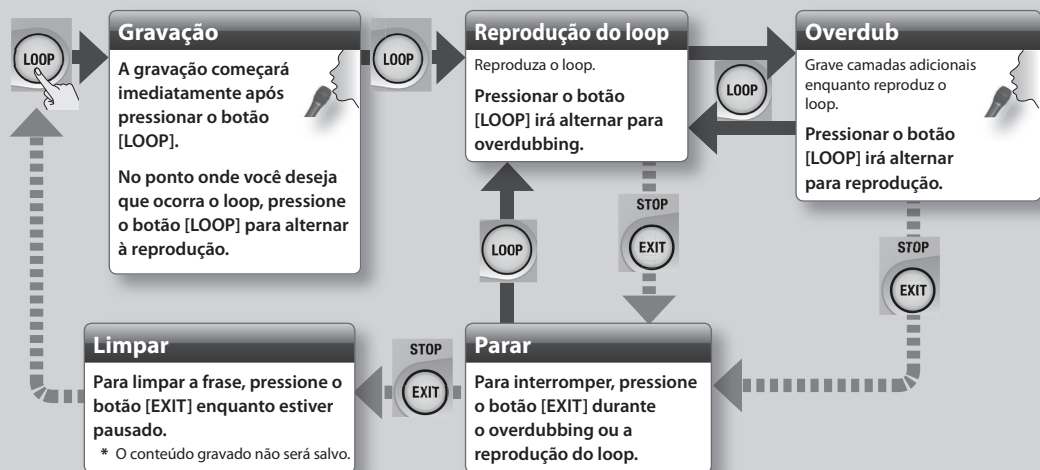 LOOP
Gravação
A gravação começará
imediatamente após
pressionar o botão
[LOOP].
No ponto onde você deseja
que ocorra o loop, pressione
o botão [LOOP] para alternar
à reprodução.
LOOP
Reprodução do loop
Reproduza o loop.
Pressionar o botão
[LOOP] irá alternar para
overdubbing.
LOOP
Overdub
Grave camadas adicionais
enquanto reproduz o
loop.
Pressionar o botão
[LOOP] irá alternar
para reprodução.
LOOP
STOP
EXIT
STOP
EXIT
Limpar
Para limpar a frase, pressione o
botão [EXIT] enquanto estiver
pausado.
* O conteúdo gravado não será salvo.
STOP
EXIT
Parar
Para interromper, pressione
o botão [EXIT] durante
o overdubbing ou a
reprodução do loop.